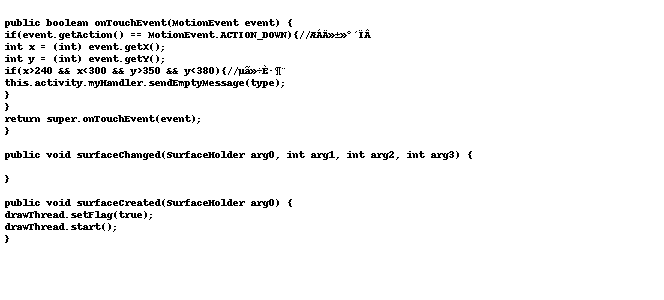 public boolean onTouchEvent(MotionEvent event) {
if(event.getAction() == MotionEvent.ACTION_DOWN){//ÆÁÄ»±»°´ÏÂ
int x = (int) event.getX();
int y = (int) event.getY();
if(x>240 && x<300 && y>350 && y<380){//µã»÷È·¶¨
this.activity.myHandler.sendEmptyMessage(type);
}
}
return super.onTouchEvent(event);
}
public void surfaceChanged(SurfaceHolder arg0, int arg1, int arg2, int arg3) {
}
public void surfaceCreated(SurfaceHolder arg0) {
drawThread.setFlag(true);
drawThread.start();
}